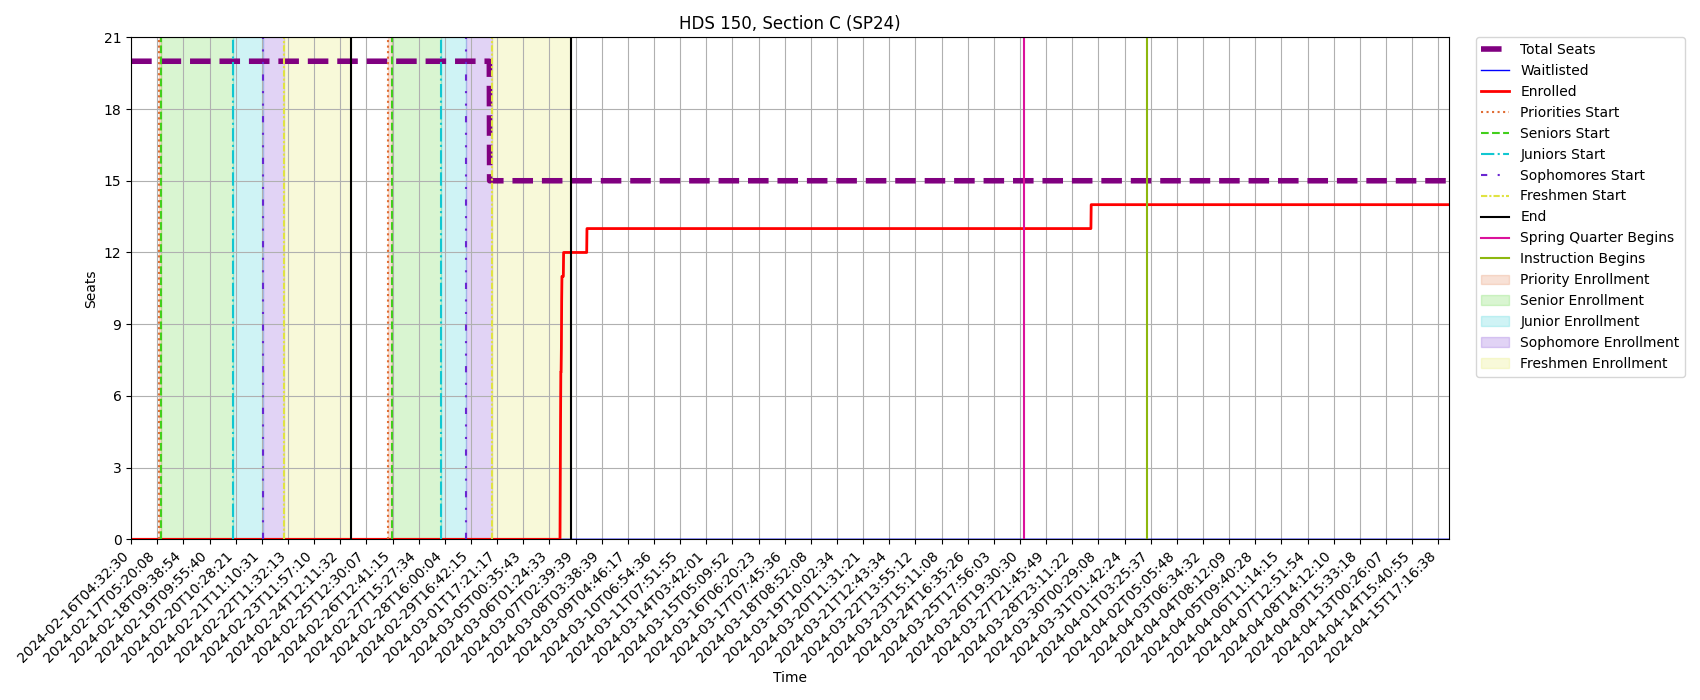 HDS 150, Section C (SP24)
Seats
21
18
15
12
9
6
3
0
2024-02-16T04:32:30
2024-02-17T05:20:08
2024-02-18T09:38:54
2024-02-19T09:55:40
2024-02-20T10:28:21
2024-02-21T11:10:31
2024-02-22T11:32:13
2024-02-23T11:57:10
2024-02-24T12:11:32
2024-02-25T12:30:07
2024-02-26T12:41:15
2024-02-27T15:27:34
2024-02-28T16:00:04
2024-02-29T16:42:15
2024-03-01T17:21:17
2024-03-05T00:35:43
2024-03-06T01:24:33
2024-03-07T02:39:39
2024-03-08T03:38:39
2024-03-09T04:46:17
2024-03-10T06:54:36
2024-03-11T07:51:55
2024-03-14T03:42:01
2024-03-15T05:09:52
2024-03-16T06:20:23
2024-03-17T07:45:36
2024-03-18T08:52:08
2024-03-19T10:02:34
2024-03-20T11:31:21
2024-03-21T12:43:34
2024-03-22T13:55:12
2024-03-23T15:11:08
2024-03-24T16:35:26
2024-03-25T17:56:03
2024-03-26T19:30:30
2024-03-27T21:45:49
2024-03-28T23:11:22
2024-03-30T00:29:08
2024-03-31T01:42:24
2024-04-01T03:25:37
2024-04-02T05:05:48
2024-04-03T06:34:32
2024-04-04T08:12:09
2024-04-05T09:40:28
2024-04-06T11:14:15
2024-04-07T12:51:54
2024-04-08T14:12:10
2024-04-09T15:33:18
2024-04-13T00:26:07
2024-04-14T15:40:55
2024-04-15T17:16:38
Time
Total Seats
Waitlisted
Enrolled
Priorities Start
Seniors Start
Juniors Start
Sophomores Start
Freshmen Start
End
Spring Quarter Begins
Instruction Begins
Priority Enrollment
Senior Enrollment
Junior Enrollment
Sophomore Enrollment
Freshmen Enrollment